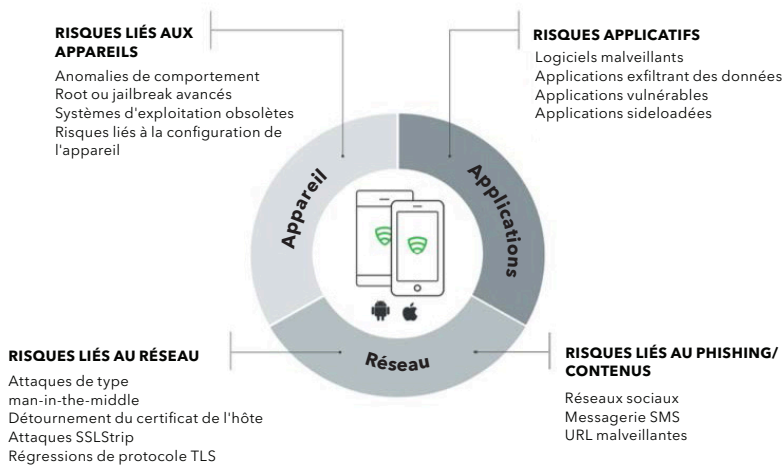 RISQUES LIÉS AUX
APPAREILS
Anomalies de comportement
Root ou jailbreak avancés
Systèmes d'exploitation obsolètes
Risques liés à la configuration de
l'appareil
RISQUES APPLICATIFS
Logiciels malveillants
Applications exfiltrant des données
Applications vulnérables
Applications sideloadées
Appareil
Applications
Réseau
RISQUES LIÉS AU RÉSEAU
Attaques de type
man-in-the-middle
Détournement du certificat de l'hôte
Attaques SSLStrip
Régressions de protocole TLS
RISQUES LIÉS AU PHISHING/
CONTENUS
Réseaux sociaux
Messagerie SMS
URL malveillantes